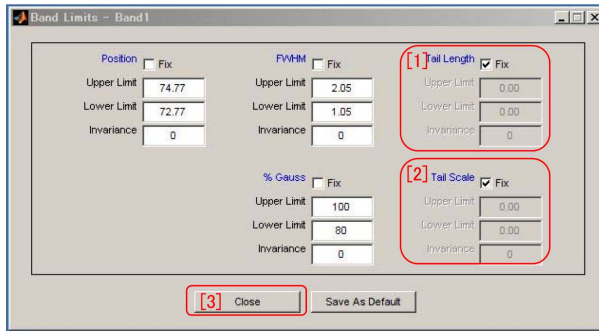 Band Limits - Band1
Position Fix FWHM Fix [1] Tail Length Fix
Upper Limit 74.77 Upper Limit 2.05 Upper Limit 0.00
Lower Limit 72.77 Lower Limit 1.05 Lower Limit 0.00
Invariance 0 Invariance 0 Invariance 0
% Gauss Fix [2] Tail Scale Fix
Upper Limit 100 Upper Limit 0.00
Lower Limit 80 Lower Limit 0.00
Invariance 0 Invariance 0
[3] Close Save As Default